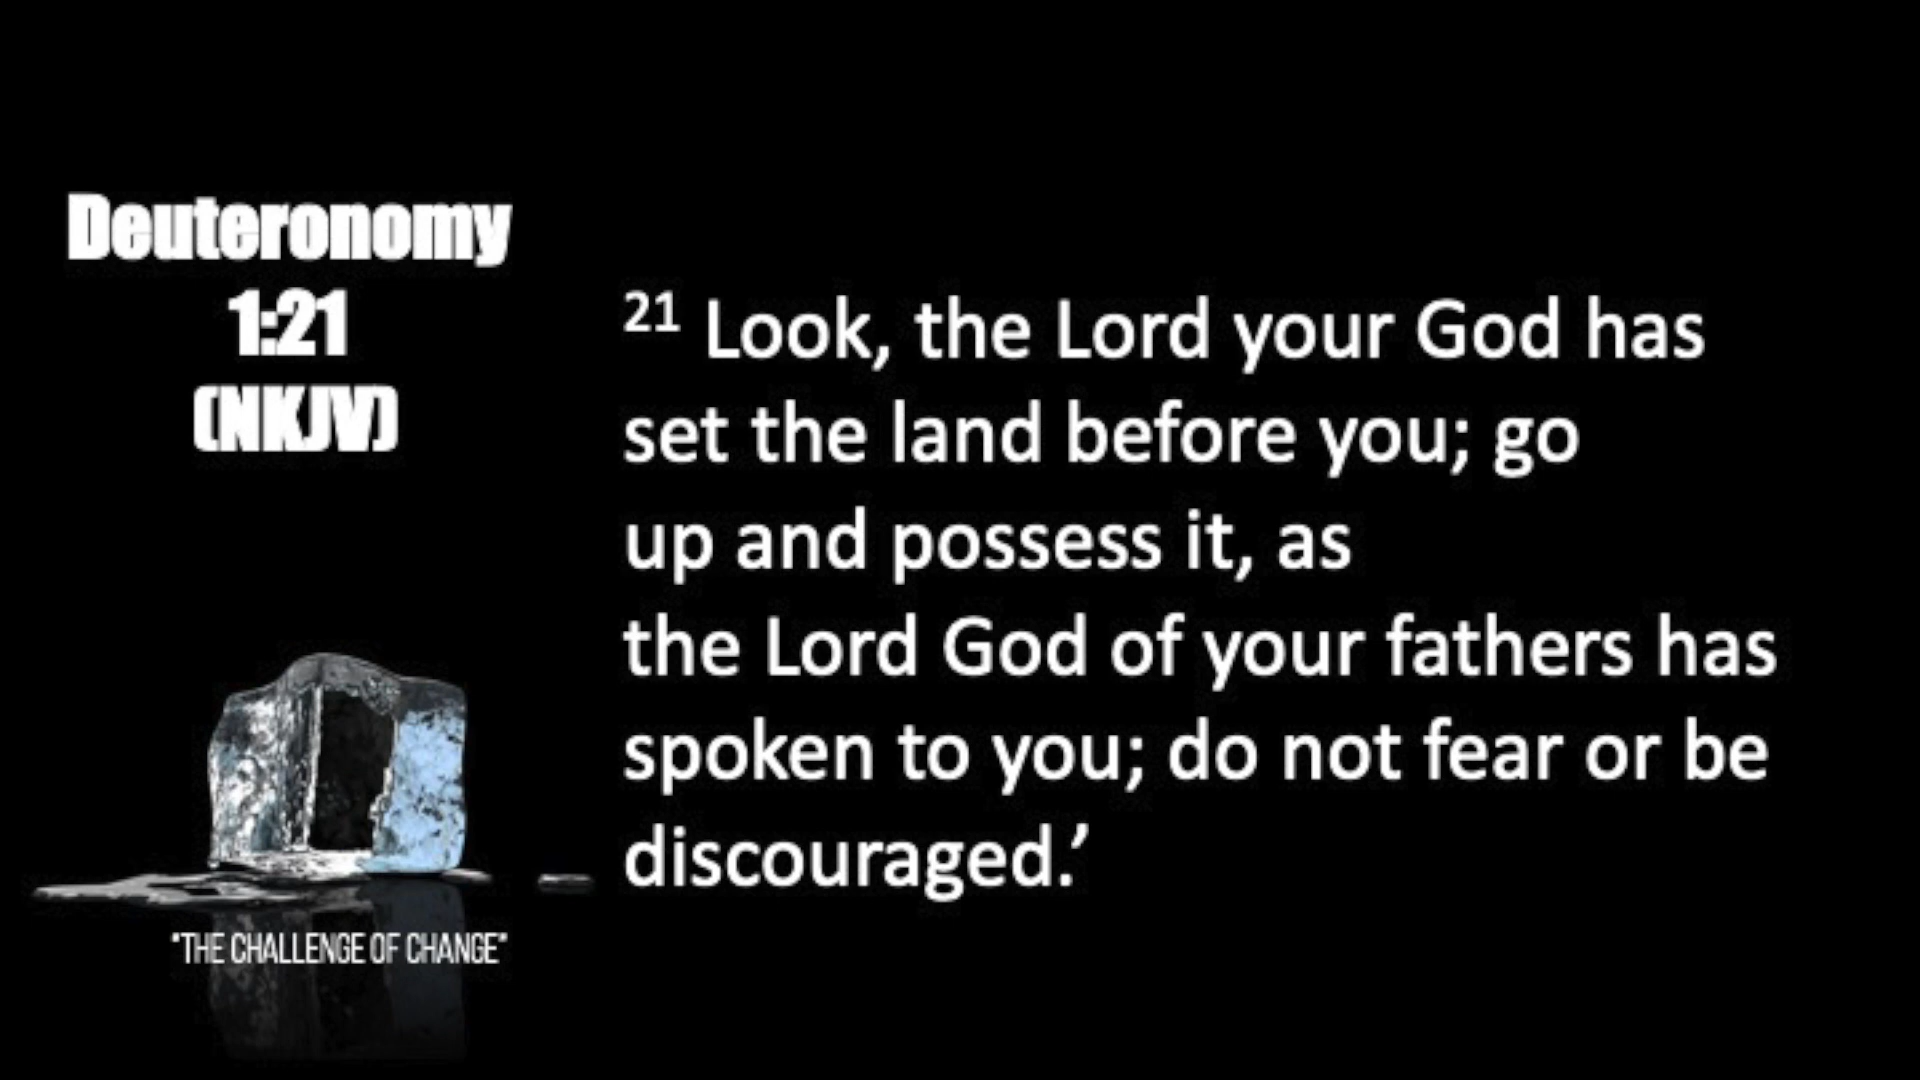 Deuteronomy
1:21
(NKJV)
21 Look, the Lord your God has
set the land before you; go
up and possess it, as
the Lord God of your fathers has
spoken to you; do not fear or be
discouraged.’
"THE CHALLENGE OF CHANGE"